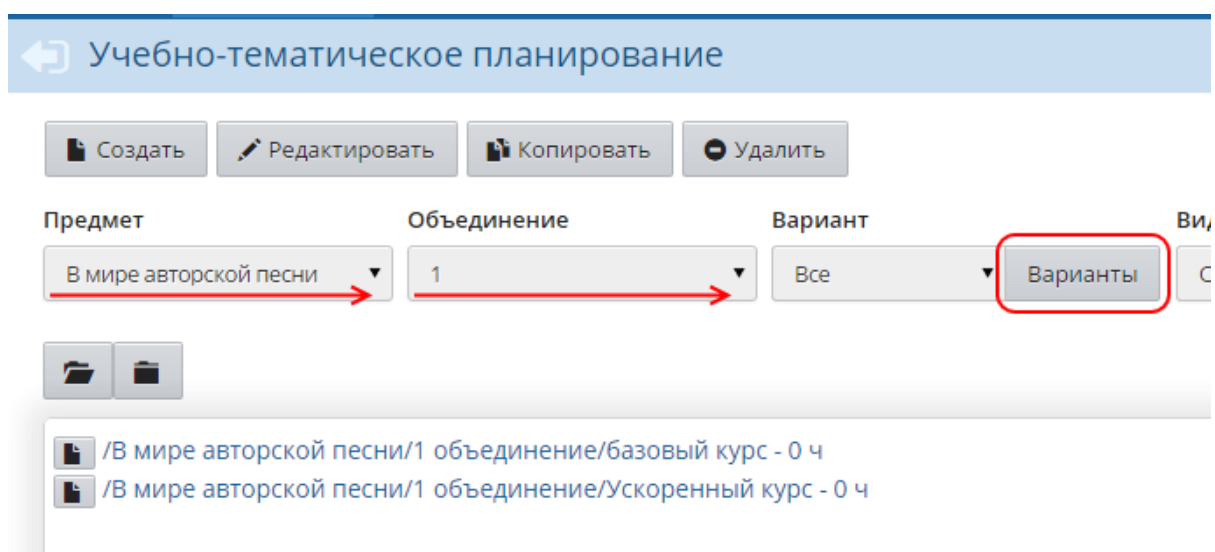 Учебно-тематическое планирование
Создать Редактировать Копировать Удалить
Предмет Объединение Вариант
В мире авторской песни 1 Все Варианты
/В мире авторской песни/1 объединение/базовый курс - 0 ч
/В мире авторской песни/1 объединение/Ускоренный курс - 0 ч